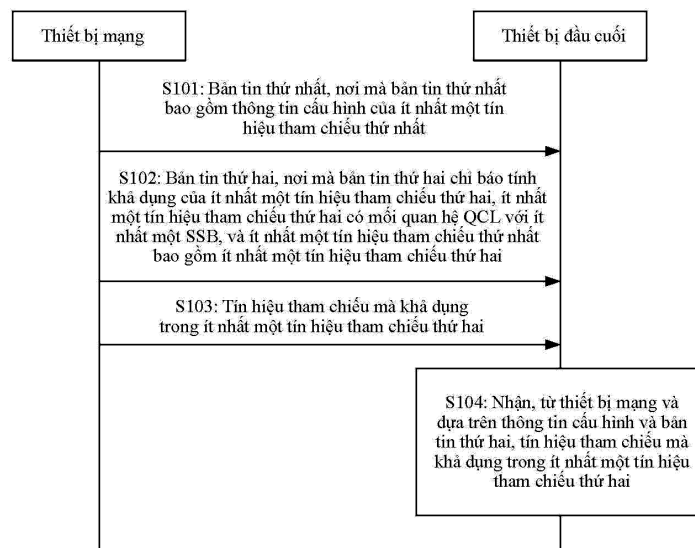 Thiết bị mạng
Thiết bị đầu cuối
S101: Bản tin thứ nhất, nơi mà bản tin thứ nhất
bao gồm thông tin cấu hình của ít nhất một tín
hiệu tham chiếu thứ nhất
S102: Bản tin thứ hai, nơi mà bản tin thứ hai chỉ báo tính
khả dụng của ít nhất một tín hiệu tham chiếu thứ hai, ít nhất
một tín hiệu tham chiếu thứ hai có mối quan hệ QCL với ít
nhất một SSB, và ít nhất một tín hiệu tham chiếu thứ nhất
bao gồm ít nhất một tín hiệu tham chiếu thứ hai
S103: Tín hiệu tham chiếu mà khả dụng
trong ít nhất một tín hiệu tham chiếu thứ hai
S104: Nhận, từ thiết bị mạng và
dựa trên thông tin cấu hình và bản
tin thứ hai, tín hiệu tham chiếu mà
khả dụng trong ít nhất một tín hiệu
tham chiếu thứ hai